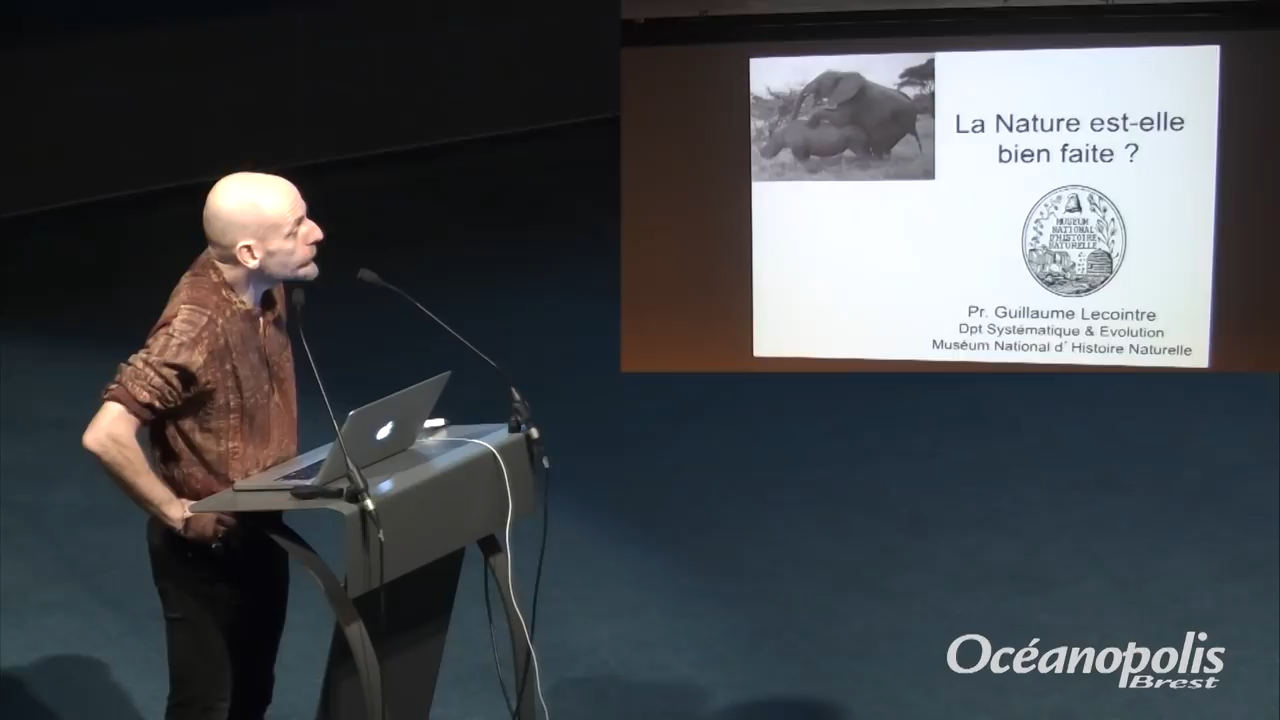 La Nature est-elle
bien faite ?
MUSEUM
NATIONAL
D'HISTOIRE
NATURELLE
Pr. Guillaume Lecointre
Dpt Systématique & Evolution
Muséum National d' Histoire Naturelle
Océanopolis
Brest